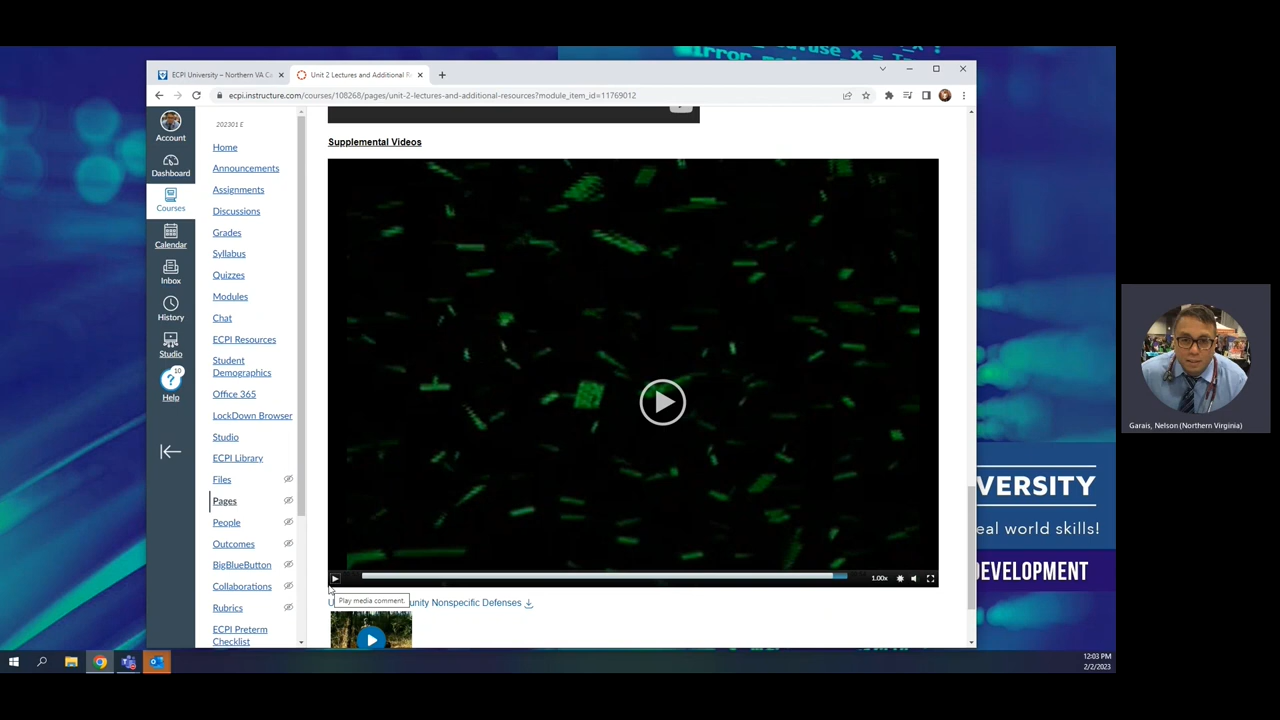 Error
use_x =
ECPI University – Northern VA Ca
Unit 2 Lectures and Additional Re
ecpi.instructure.com/courses/108268/pages/unit-2-lectures-and-additional-resources?module_item_id=11769012
Account
Dashboard
Courses
Calendar
Inbox
History
Studio
10
Help
202301 E
Home
Announcements
Assignments
Discussions
Grades
Syllabus
Quizzes
Modules
Chat
ECPI Resources
Student
Demographics
Office 365
LockDown Browser
Studio
ECPI Library
Files
Pages
People
Outcomes
BigBlueButton
Collaborations
Rubrics
ECPI Preterm
Checklist
Supplemental Videos
1.00x
Play media comment.
U
unity Nonspecific Defenses
VERSITY
eal world skills!
DEVELOPMENT
Garais, Nelson (Northern Virginia)
12:03 PM
2/2/2023